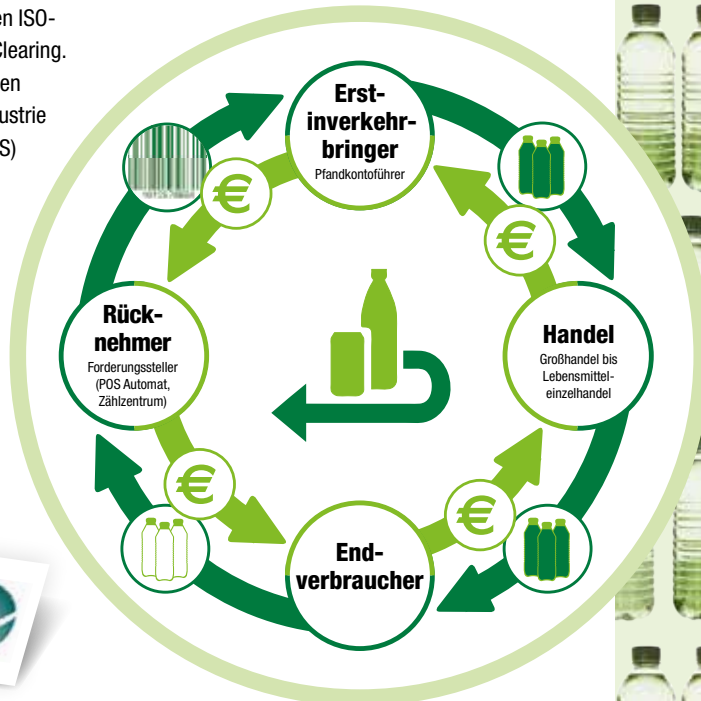 en ISO-
Clearing.
en
ustrie
S)
Erst-
inverkehr-
bringer
Pfandkontoführer
€
€
Rück-
nehmer
Forderungssteller
(POS Automat,
Zählzentrum)
Handel
Großhandel bis
Lebensmittel-
einzelhandel
€
€
End-
verbraucher